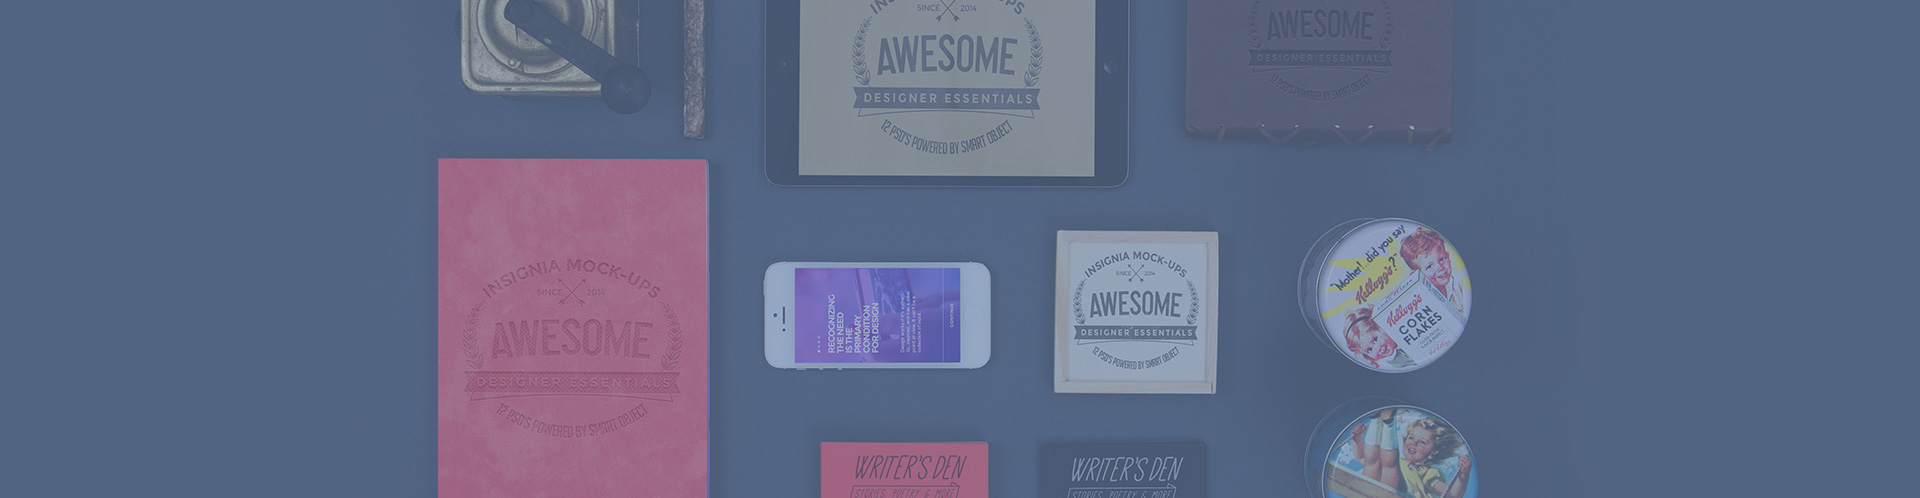 INSIGNIA MOCK-UPS
SINCE 2014
AWESOME
DESIGNER ESSENTIALS
12 PSD'S POWERED BY SMART OBJECT
AWESOME
DESIGNER ESSENTIALS
12 PSD'S POWERED BY SMART OBJECT
INSIGNIA MOCK-UPS
SINCE 2014
AWESOME
DESIGNER ESSENTIALS
12 PSD'S POWERED BY SMART OBJECT
RECOGNIZING
THE NEED
IS THE
PRIMARY
CONDITION
FOR DESIGN
CONTINUE
INSIGNIA MOCK-UPS
SINCE 2014
AWESOME
DESIGNER ESSENTIALS
12 PSD'S POWERED BY SMART OBJECT
"Mother!..did you say
Kellogg's?"
Kellogg's
CORN
FLAKES
WRITER'S DEN
STORIES, POETRY & MORE
WRITER'S DEN
STORIES, POETRY & MORE